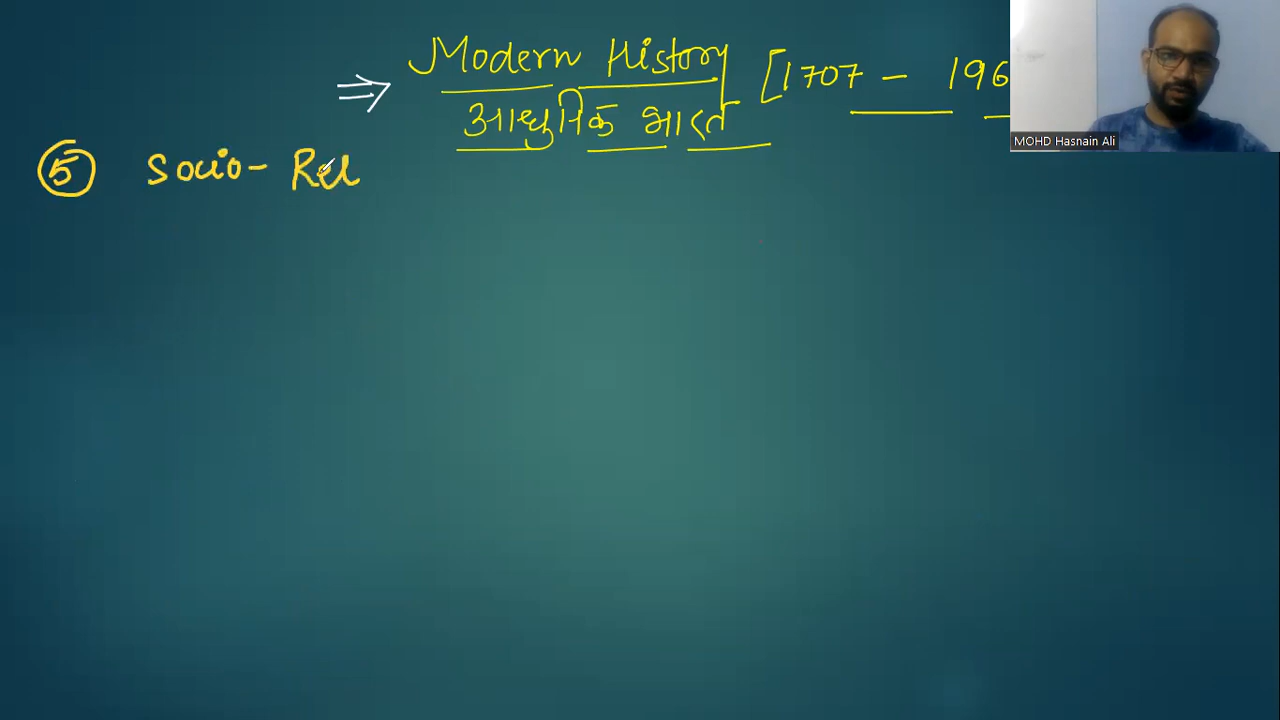 ⇒ Modern History [1707 - 196
आधुनिक भारत
MOHD Hasnain Ali
⑤ Socio- Rel